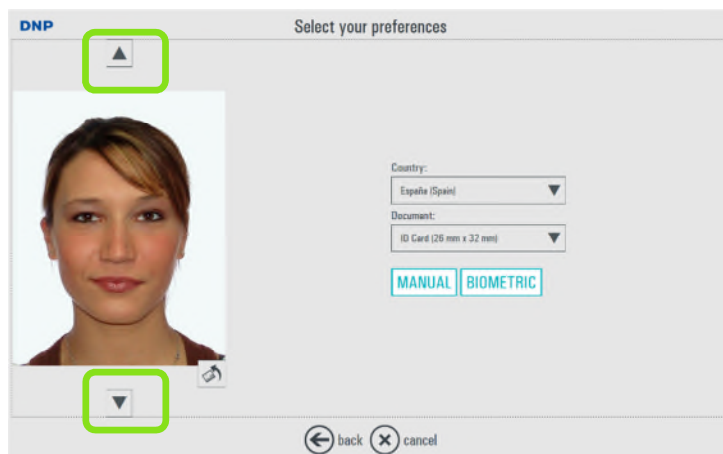 DNP
Select your preferences
Country:
España (Spain)
Document:
ID Card (26 mm x 32 mm)
MANUAL BIOMETRIC
back cancel